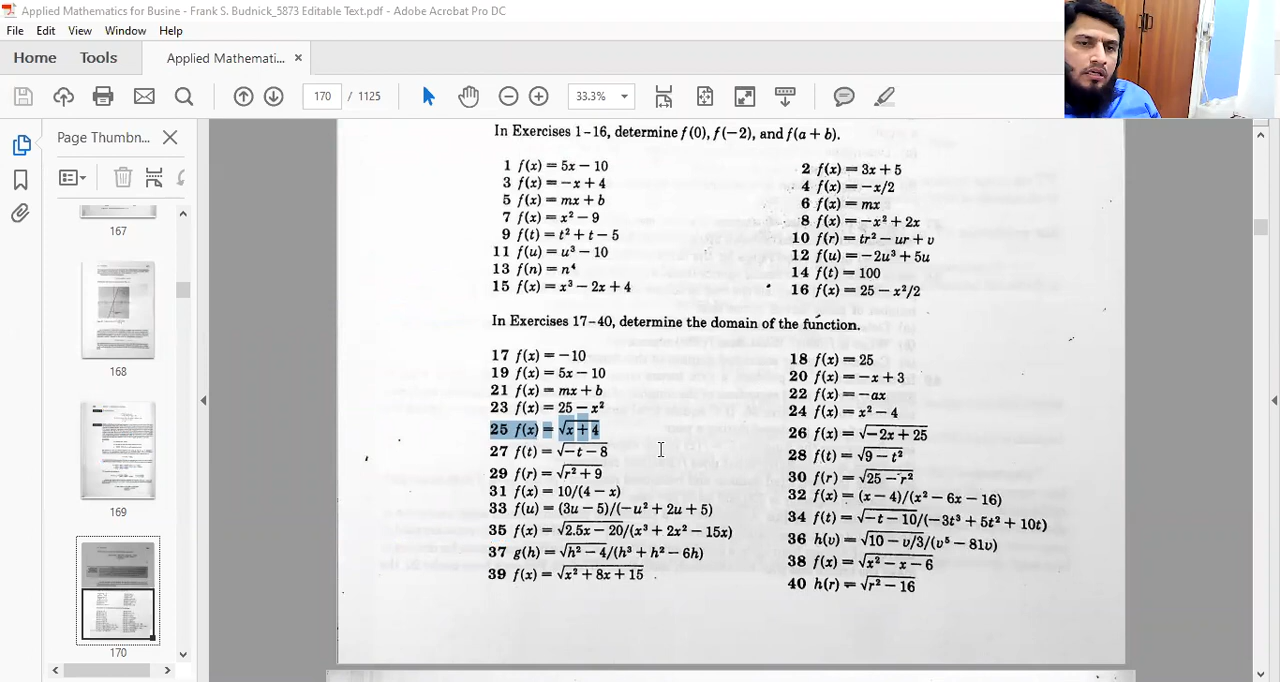 Applied Mathematics for Busine - Frank S. Budnick_5873 Editable Text.pdf - Adobe Acrobat Pro DC
File Edit View Window Help
Home Tools Applied Mathemati... ×
170 / 1125 33.3%
Page Thumbn...
167
168
169
170
In Exercises 1–16, determine f(0), f(−2), and f(a + b).
1 f(x) = 5x − 10
2 f(x) = 3x + 5
3 f(x) = −x + 4
4 f(x) = −x/2
5 f(x) = mx + b
6 f(x) = mx
7 f(x) = x² − 9
8 f(x) = −x² + 2x
9 f(t) = t² + t − 5
10 f(r) = tr² − ur + v
11 f(u) = u³ − 10
12 f(u) = −2u³ + 5u
13 f(n) = n⁴
14 f(t) = 100
15 f(x) = x³ − 2x + 4
16 f(x) = 25 − x²/2
In Exercises 17–40, determine the domain of the function.
17 f(x) = −10
18 f(x) = 25
19 f(x) = 5x − 10
20 f(x) = −x + 3
21 f(x) = mx + b
22 f(x) = −ax
23 f(x) = 25 − x²
24 f(x) = x² − 4
25 f(x) = √x + 4
26 f(x) = √−2x + 25
27 f(t) = √−t − 8
28 f(t) = √9 − t²
29 f(r) = √r² + 9
30 f(r) = √25 − r²
31 f(x) = 10/(4 − x)
32 f(x) = (x − 4)/(x² − 6x − 16)
33 f(u) = (3u − 5)/(−u² + 2u + 5)
34 f(t) = √−t − 10/(−3t³ + 5t² + 10t)
35 f(x) = √2.5x − 20/(x³ + 2x² − 15x)
36 h(v) = √10 − v/3/(v⁵ − 81v)
37 g(h) = √h² − 4/(h³ + h² − 6h)
38 f(x) = √x² − x − 6
39 f(x) = √x² + 8x + 15
40 h(r) = √r² − 16